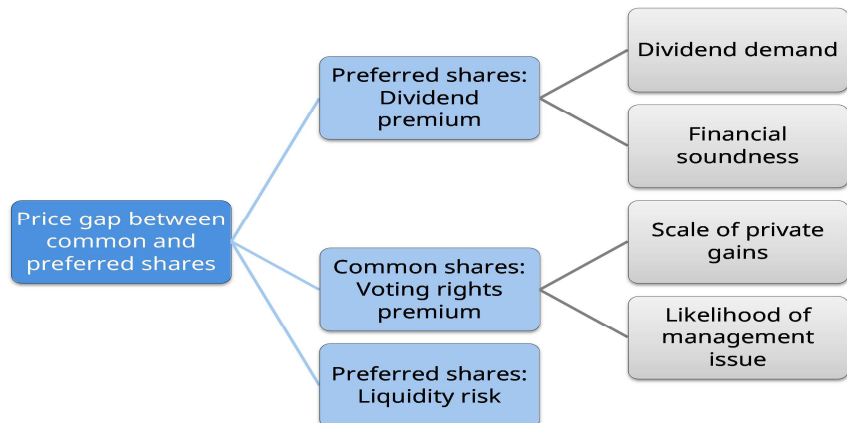 Price gap between
common and
preferred shares
Preferred shares:
Dividend
premium
Dividend demand
Financial
soundness
Common shares:
Voting rights
premium
Scale of private
gains
Likelihood of
management
issue
Preferred shares:
Liquidity risk